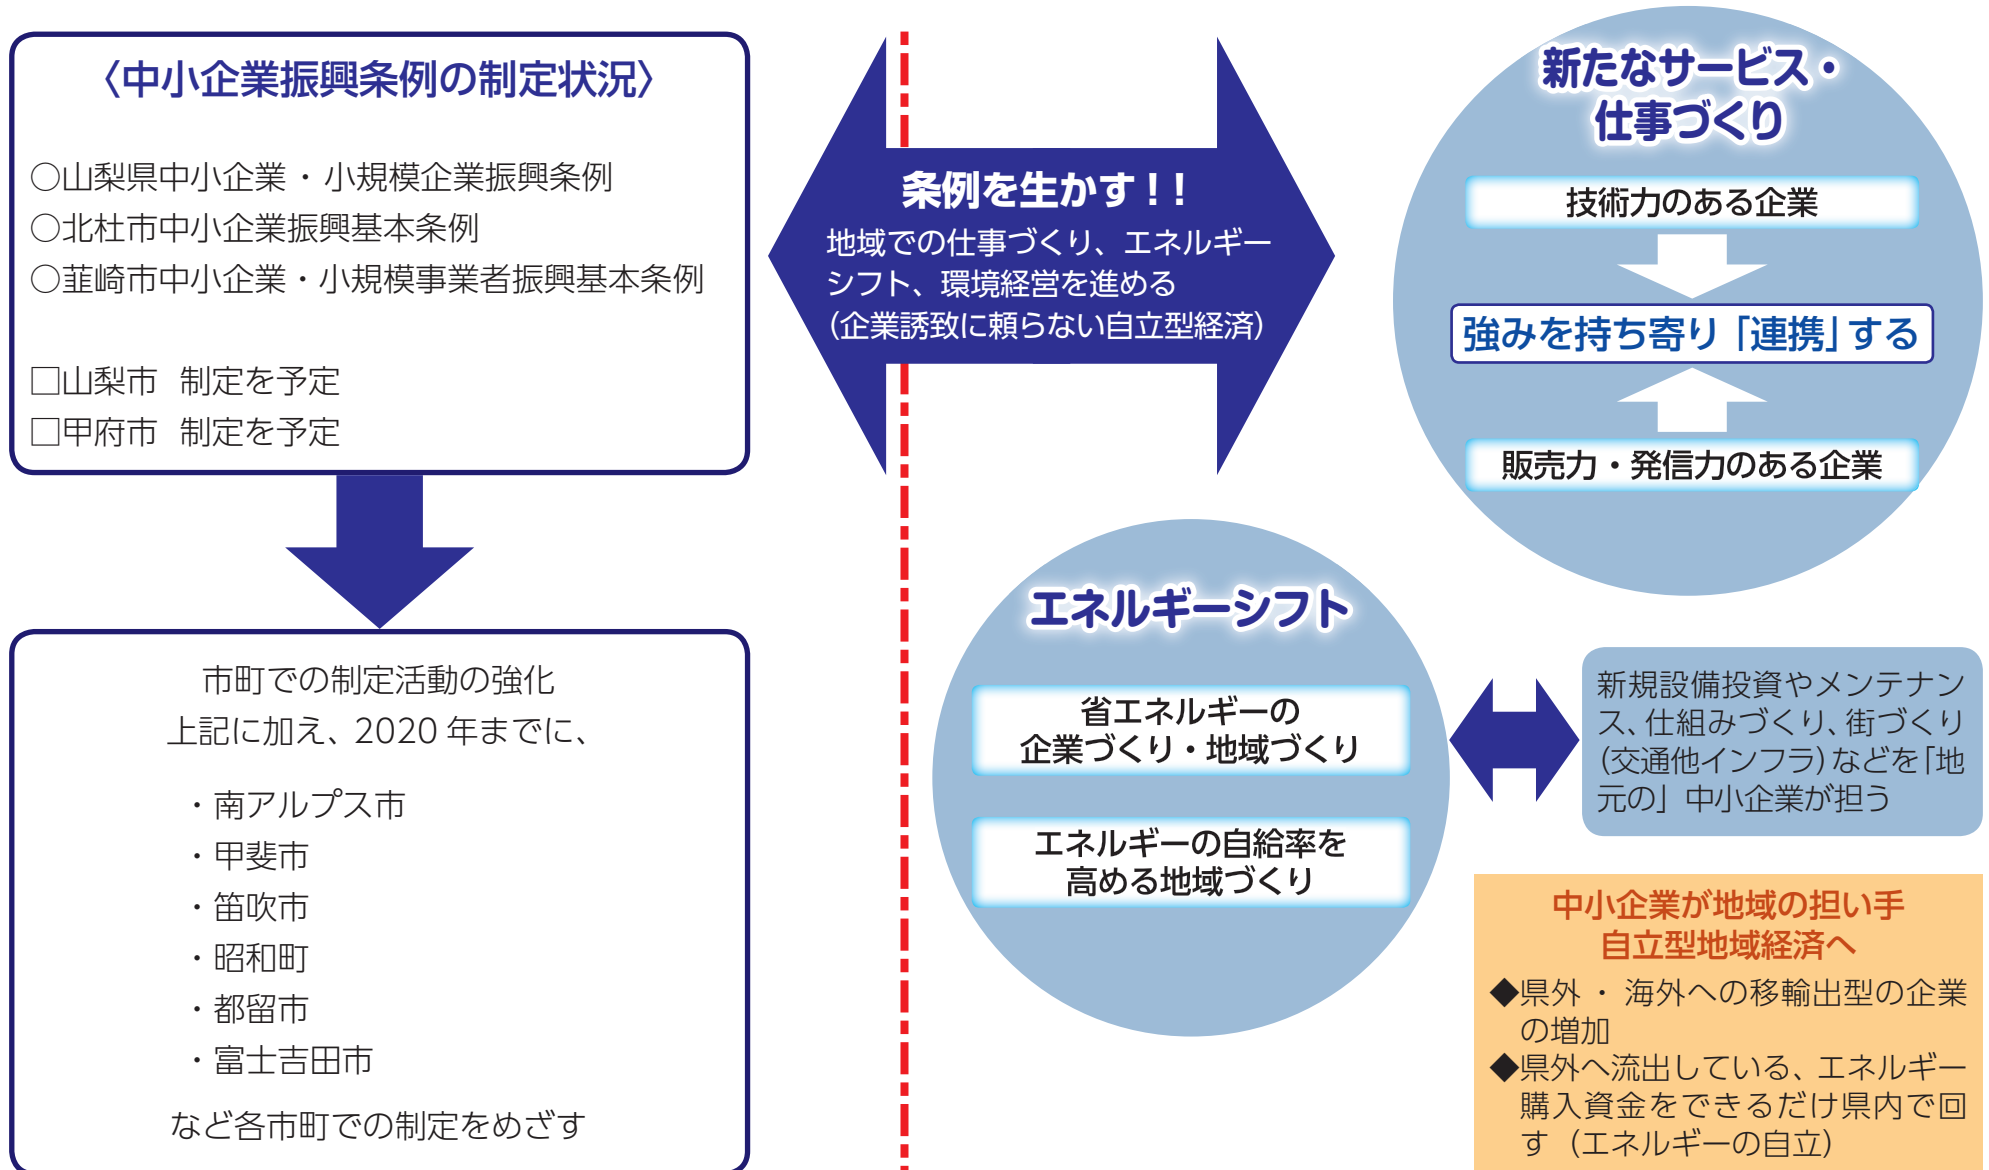 〈中小企業振興条例の制定状況〉
○山梨県中小企業・小規模企業振興条例
○北杜市中小企業振興基本条例
○韮崎市中小企業・小規模事業者振興基本条例
□山梨市 制定を予定
□甲府市 制定を予定
市町での制定活動の強化
上記に加え、2020年までに、
・南アルプス市
・甲斐市
・笛吹市
・昭和町
・都留市
・富士吉田市
など各市町での制定をめざす
条例を生かす!!
地域での仕事づくり、エネルギー
シフト、環境経営を進める
(企業誘致に頼らない自立型経済)
新たなサービス・
仕事づくり
技術力のある企業
強みを持ち寄り「連携」する
販売力・発信力のある企業
エネルギーシフト
省エネルギーの
企業づくり・地域づくり
エネルギーの自給率を
高める地域づくり
新規設備投資やメンテナン
ス、仕組みづくり、街づくり
(交通他インフラ)などを「地
元の」中小企業が担う
中小企業が地域の担い手
自立型地域経済へ
◆県外・海外への移輸出型の企業
の増加
◆県外へ流出している、エネルギー
購入資金をできるだけ県内で回
す(エネルギーの自立)